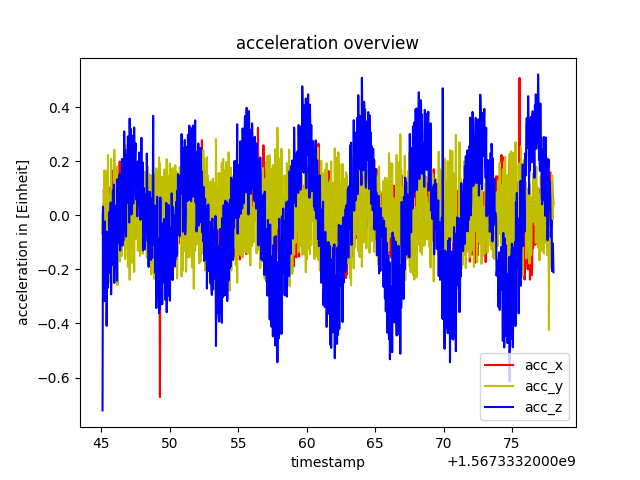 acceleration overview
acceleration in [Einheit]
0.4
0.2
0.0
−0.2
−0.4
−0.6
45
50
55
60
65
70
75
timestamp
+1.5673332000e9
acc_x
acc_y
acc_z